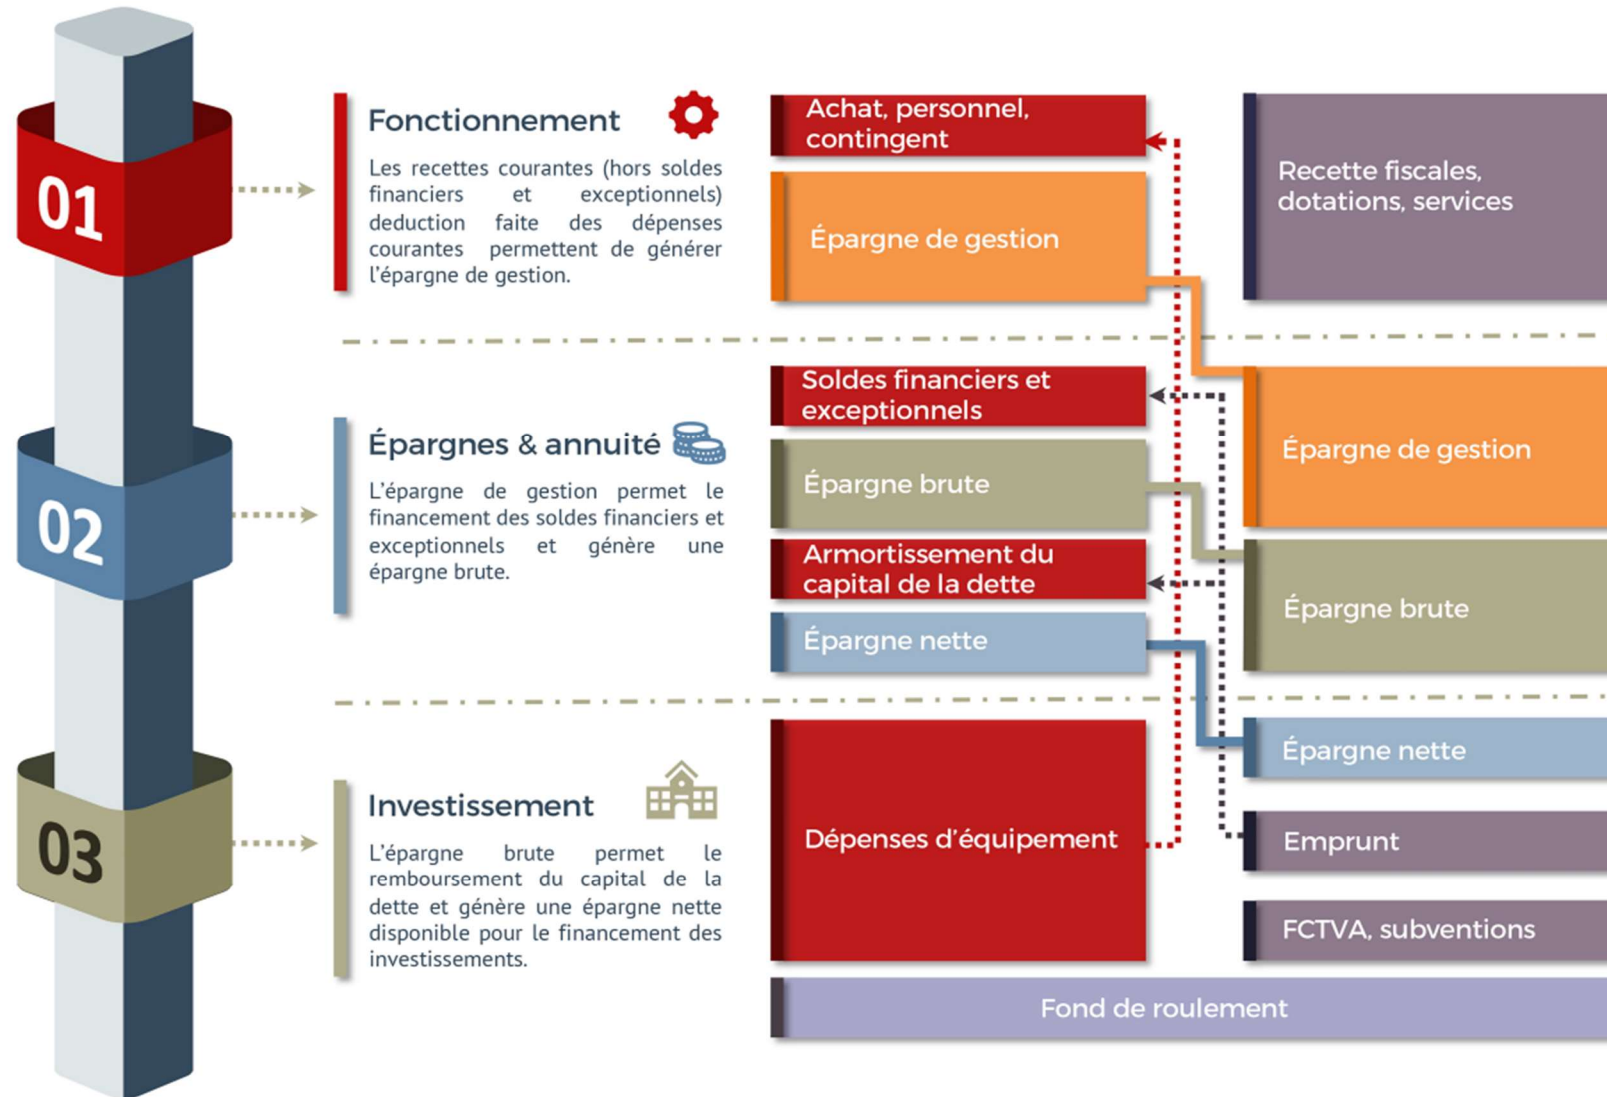 01
Fonctionnement
Les recettes courantes (hors soldes
financiers et exceptionnels)
deduction faite des dépenses
courantes permettent de générer
l'épargne de gestion.
Achat, personnel,
contingent
Épargne de gestion
Recette fiscales,
dotations, services
02
Épargnes & annuité
L'épargne de gestion permet le
financement des soldes financiers et
exceptionnels et génère une
épargne brute.
Soldes financiers et
exceptionnels
Épargne brute
Armortissement du
capital de la dette
Épargne nette
Épargne de gestion
Épargne brute
03
Investissement
L'épargne brute permet le
remboursement du capital de la
dette et génère une épargne nette
disponible pour le financement des
investissements.
Dépenses d'équipement
Épargne nette
Emprunt
FCTVA, subventions
Fond de roulement